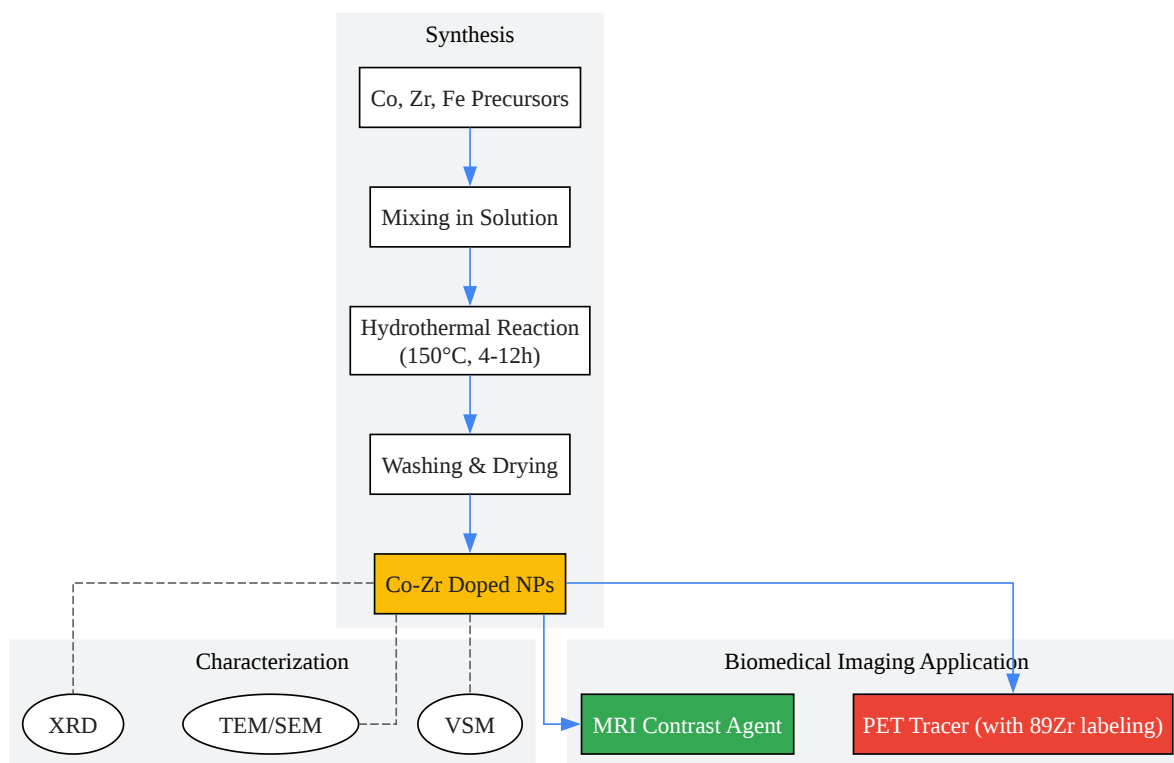 Synthesis
Co, Zr, Fe Precursors
Mixing in Solution
Hydrothermal Reaction
(150°C, 4-12h)
Washing & Drying
Co-Zr Doped NPs
Characterization
XRD
TEM/SEM
VSM
Biomedical Imaging Application
MRI Contrast Agent
PET Tracer (with 89Zr labeling)